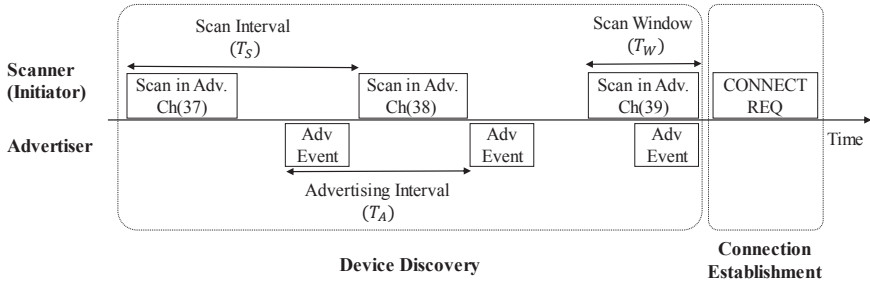 Scan Interval
(T_S)
Scan Window
(T_W)
Scanner
(Initiator)
Scan in Adv.
Ch(37)
Scan in Adv.
Ch(38)
Scan in Adv.
Ch(39)
CONNECT
REQ
Advertiser
Adv
Event
Adv
Event
Adv
Event
Time
Advertising Interval
(T_A)
Device Discovery
Connection
Establishment